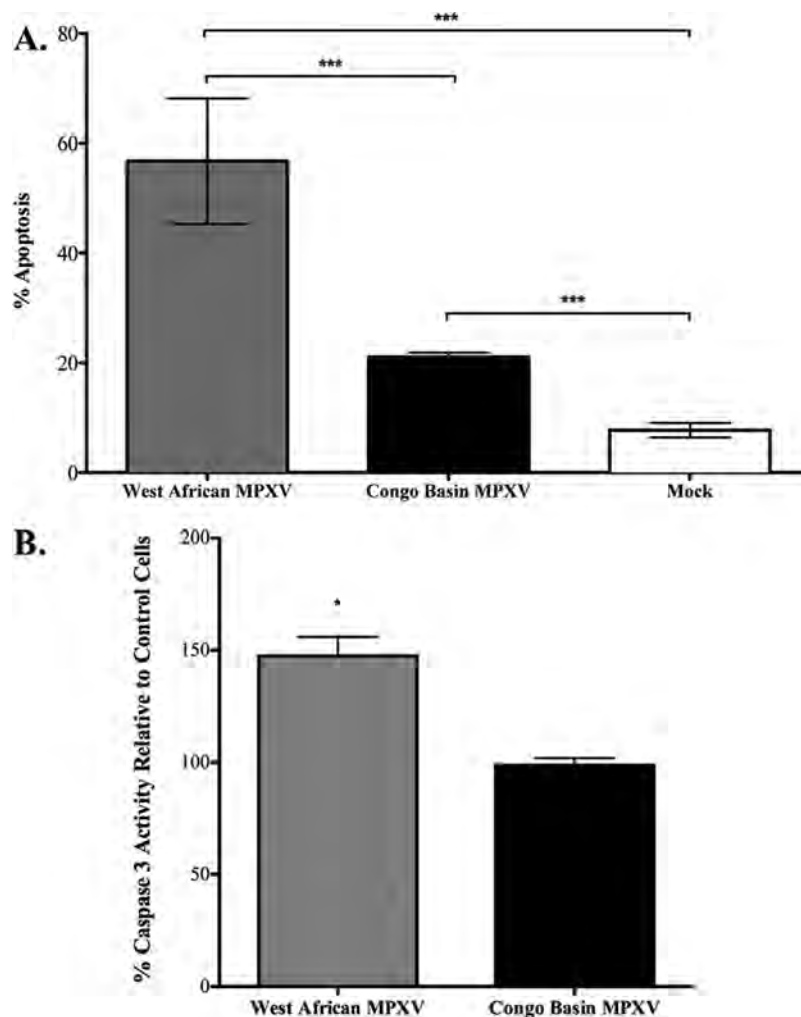 A.
% Apoptosis
80
60
40
20
0
***
***
***
West African MPXV
Congo Basin MPXV
Mock
B.
% Caspase 3 Activity Relative to Control Cells
200
150
100
50
0
*
West African MPXV
Congo Basin MPXV